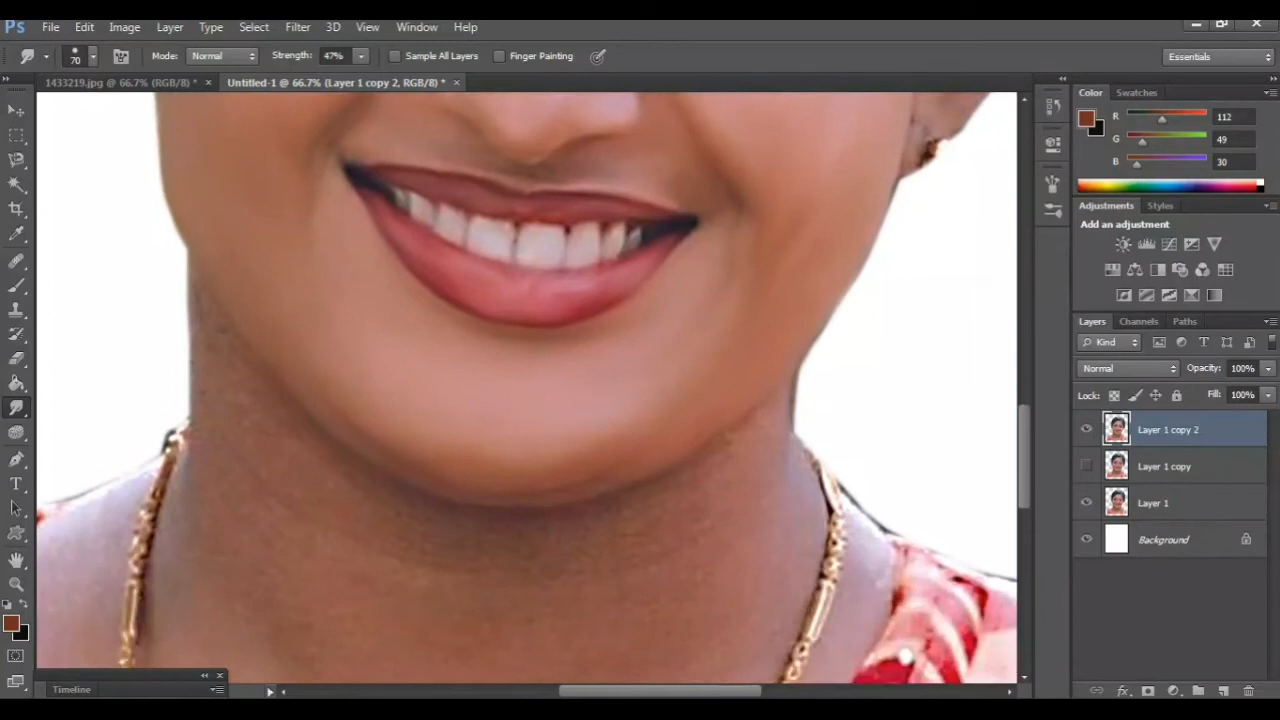 Ps File Edit Image Layer Type Select Filter 3D View Window Help
70 Mode: Normal Strength: 47% Sample All Layers Finger Painting Essentials
1433219.jpg @ 66.7% (RGB/8) * × Untitled-1 @ 66.7% (Layer 1 copy 2, RGB/8) * ×
Color Swatches
R 112
G 49
B 30
Adjustments Styles
Add an adjustment
Layers Channels Paths
Kind
Normal Opacity: 100%
Lock: Fill: 100%
Layer 1 copy 2
Layer 1 copy
Layer 1
Background
Timeline